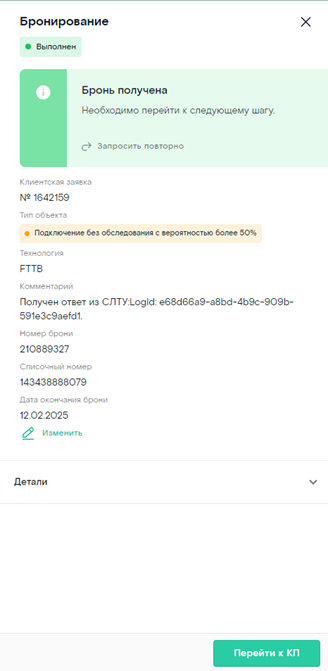 Бронирование
Выполнен
Бронь получена
Необходимо перейти к следующему шагу.
Запросить повторно
Клиентская заявка
№ 1642159
Тип объекта
Подключение без обследования с вероятностью более 50%
Технология
FTTB
Комментарий
Получен ответ из СЛТУ:LogId: e68d66a9-a8bd-4b9c-909b-
591e3c9aefd1.
Номер брони
210889327
Списочный номер
143438888079
Дата окончания брони
12.02.2025
Изменить
Детали
Перейти к КП